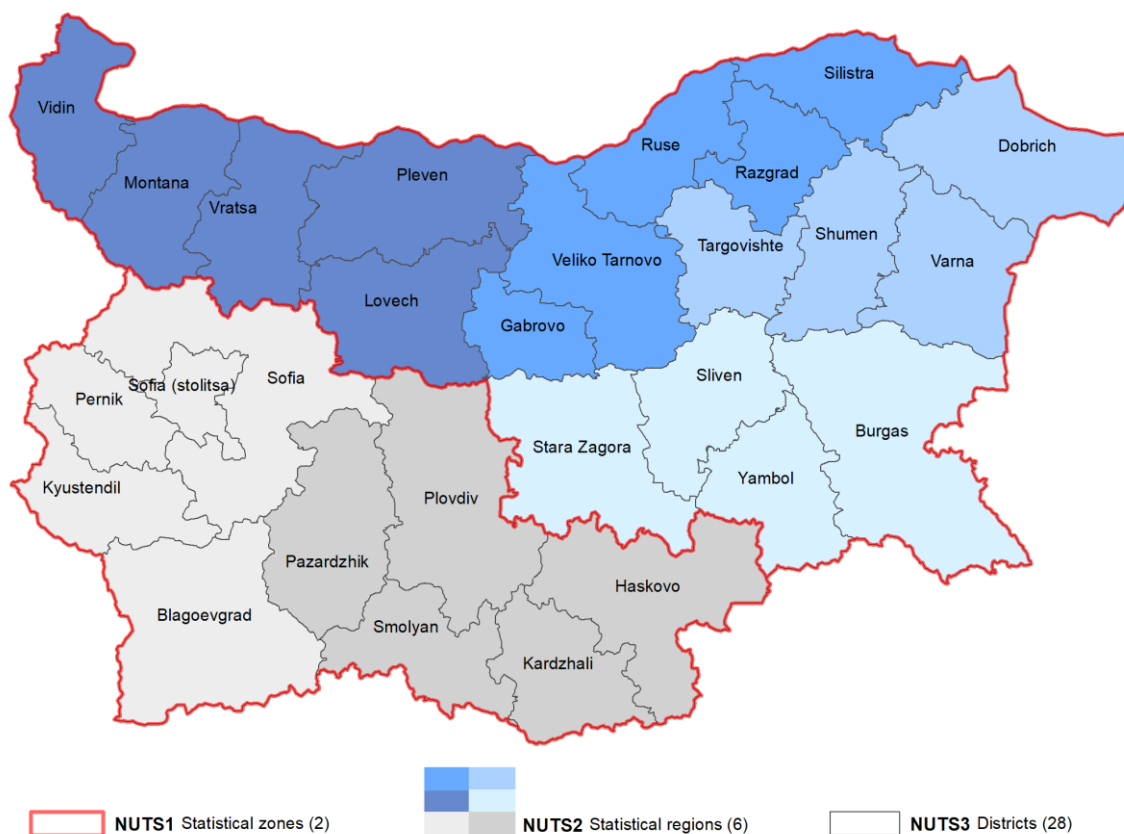 Silistra
Vidin
Ruse
Dobrich
Razgrad
Pleven
Montana
Vratsa
Shumen
Targovishte
Veliko Tarnovo
Varna
Lovech
Gabrovo
Sofia
Sofia (stolitsa)
Sliven
Pernik
Burgas
Stara Zagora
Yambol
Kyustendil
Plovdiv
Pazardzhik
Haskovo
Blagoevgrad
Smolyan
Kardzhali
NUTS1 Statistical zones (2)
NUTS2 Statistical regions (6)
NUTS3 Districts (28)